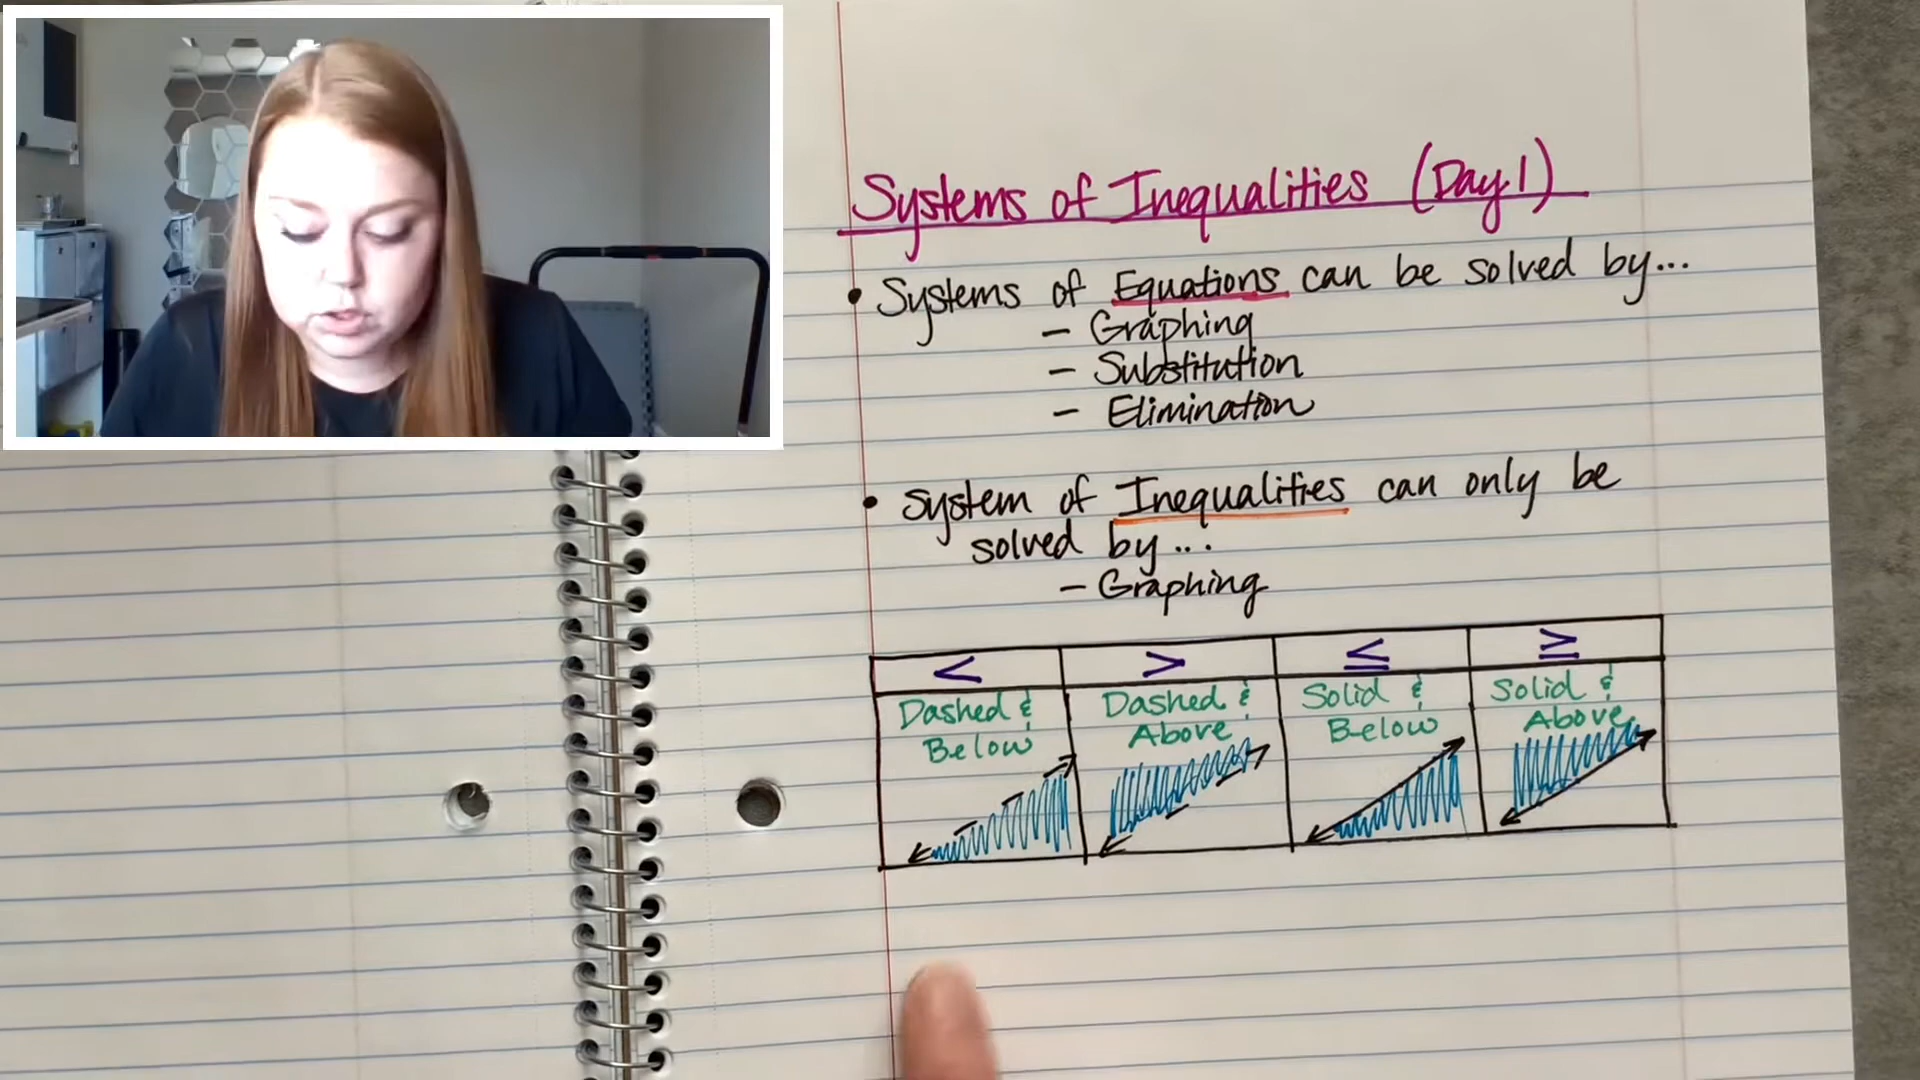 Systems of Inequalities (Day 1)
• Systems of Equations can be solved by...
- Graphing
- Substitution
- Elimination
• System of Inequalities can only be
solved by...
- Graphing
< > ≤ ≥
Dashed & Dashed & Solid & Solid &
Below Above Below Above